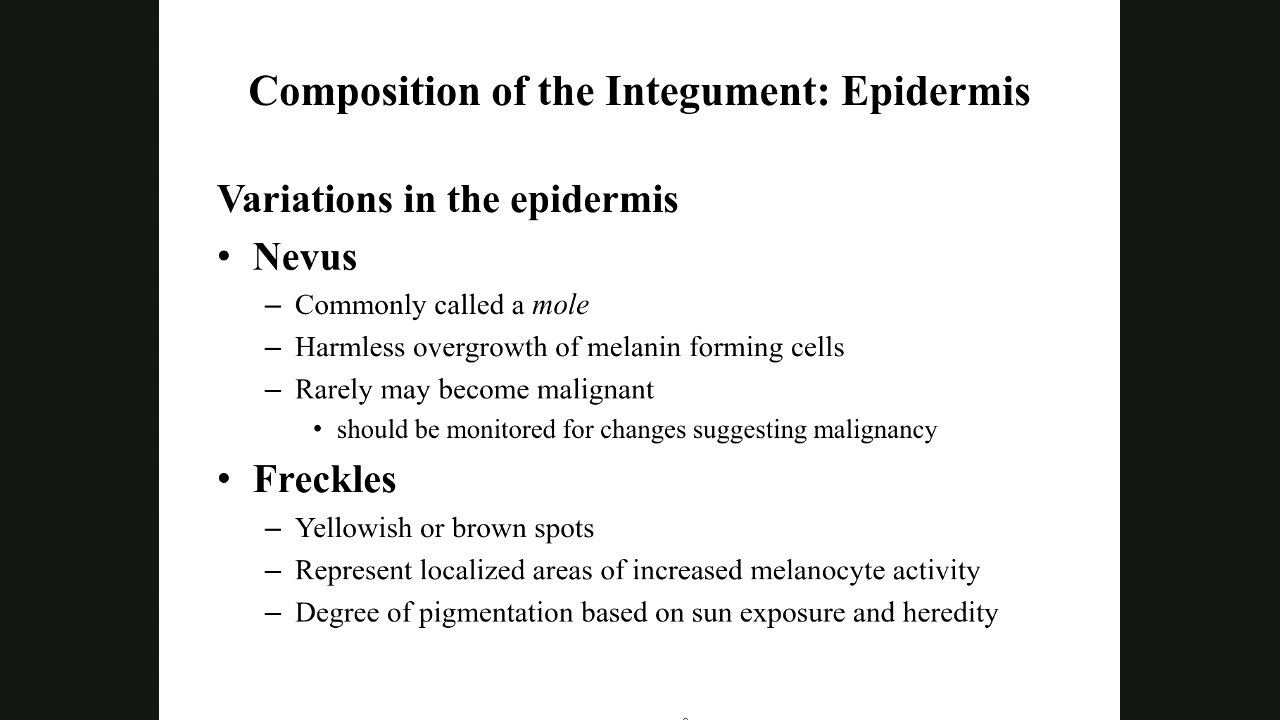 Composition of the Integument: Epidermis
Variations in the epidermis
• Nevus
– Commonly called a mole
– Harmless overgrowth of melanin forming cells
– Rarely may become malignant
• should be monitored for changes suggesting malignancy
• Freckles
– Yellowish or brown spots
– Represent localized areas of increased melanocyte activity
– Degree of pigmentation based on sun exposure and heredity